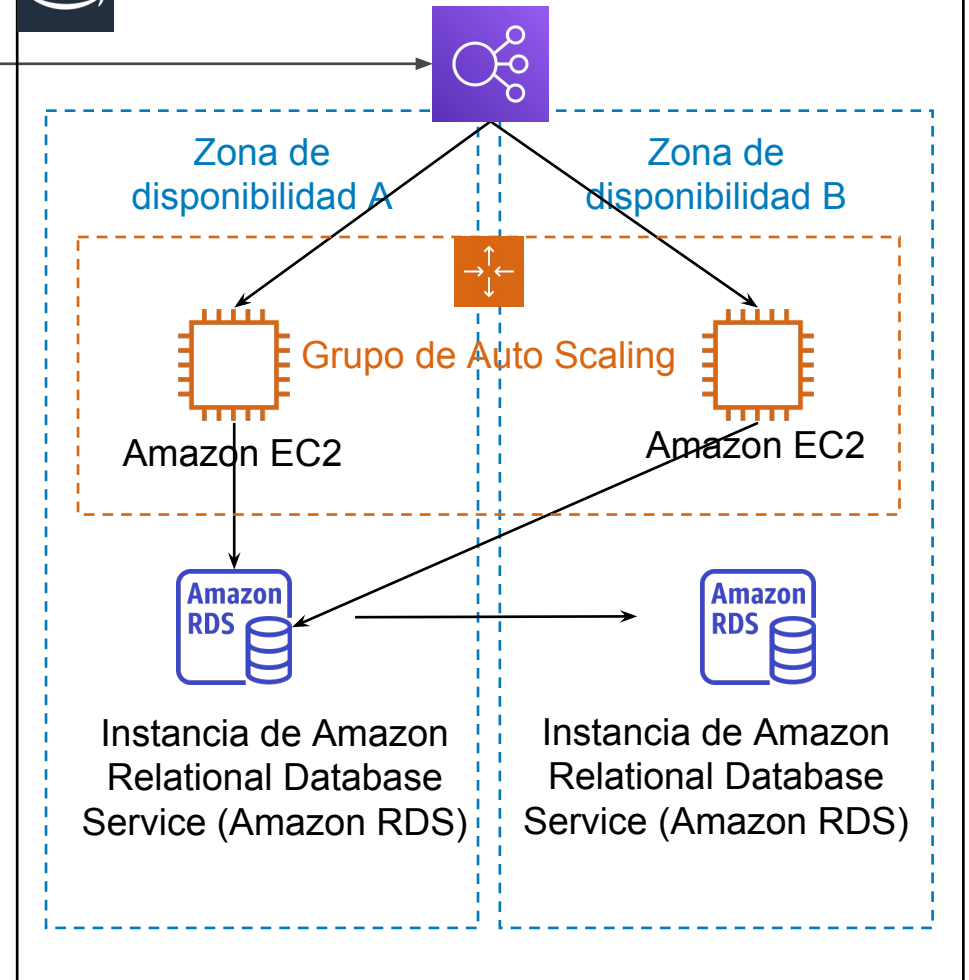 Zona de
disponibilidad A
Zona de
disponibilidad B
Grupo de Auto Scaling
Amazon EC2
Amazon EC2
Amazon
RDS
Amazon
RDS
Instancia de Amazon
Relational Database
Service (Amazon RDS)
Instancia de Amazon
Relational Database
Service (Amazon RDS)